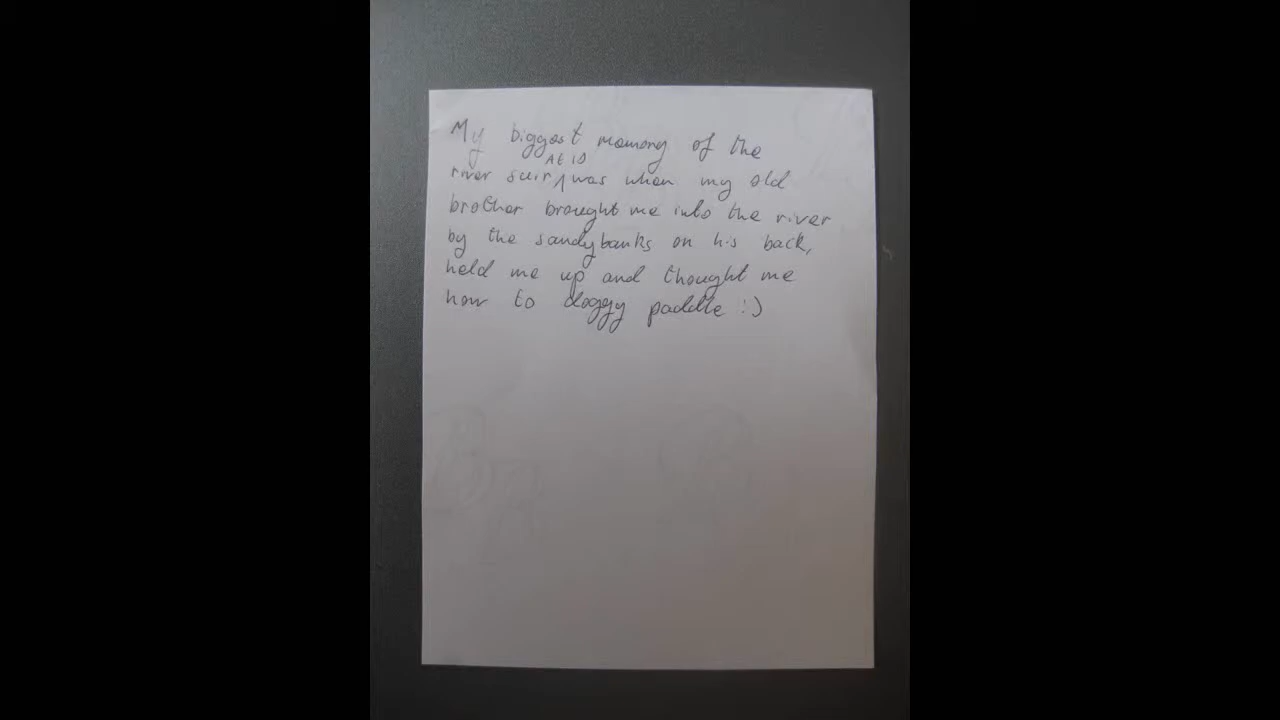 My biggest memory of the
At 10
river suir ^ was when my old
brother brought me into the river
by the sandybanks on his back,
held me up and thought me
how to doggy paddle !:)